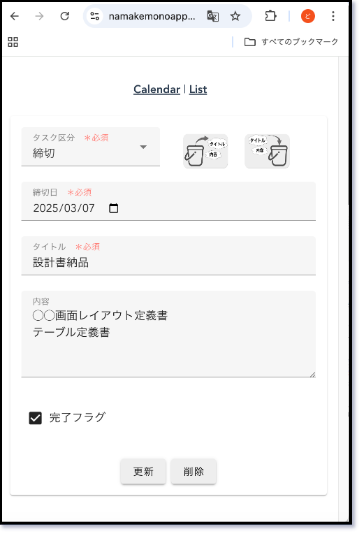 namakemonoapp...
すべてのブックマーク
Calendar | List
タスク区分 ※必須
締切
タイトル
内容
タイトル
内容
締切日 ※必須
2025/03/07
タイトル ※必須
設計書納品
内容
◯◯画面レイアウト定義書
テーブル定義書
完了フラグ
更新 削除